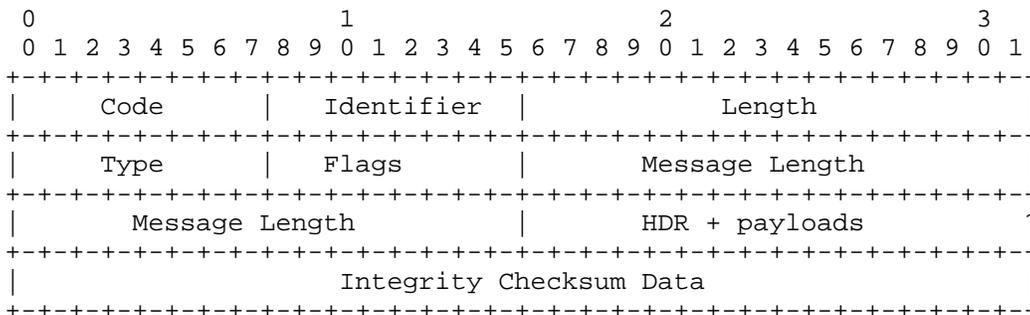 0                   1                   2                   3
 0 1 2 3 4 5 6 7 8 9 0 1 2 3 4 5 6 7 8 9 0 1 2 3 4 5 6 7 8 9 0 1
+-+-+-+-+-+-+-+-+-+-+-+-+-+-+-+-+-+-+-+-+-+-+-+-+-+-+-+-+-+-+-+-
|     Code      |   Identifier  |            Length
+-+-+-+-+-+-+-+-+-+-+-+-+-+-+-+-+-+-+-+-+-+-+-+-+-+-+-+-+-+-+-+-
|     Type      |   Flags       |       Message Length
+-+-+-+-+-+-+-+-+-+-+-+-+-+-+-+-+-+-+-+-+-+-+-+-+-+-+-+-+-+-+-+-
|       Message Length          |       HDR + payloads
+-+-+-+-+-+-+-+-+-+-+-+-+-+-+-+-+-+-+-+-+-+-+-+-+-+-+-+-+-+-+-+-
|                    Integrity Checksum Data
+-+-+-+-+-+-+-+-+-+-+-+-+-+-+-+-+-+-+-+-+-+-+-+-+-+-+-+-+-+-+-+-